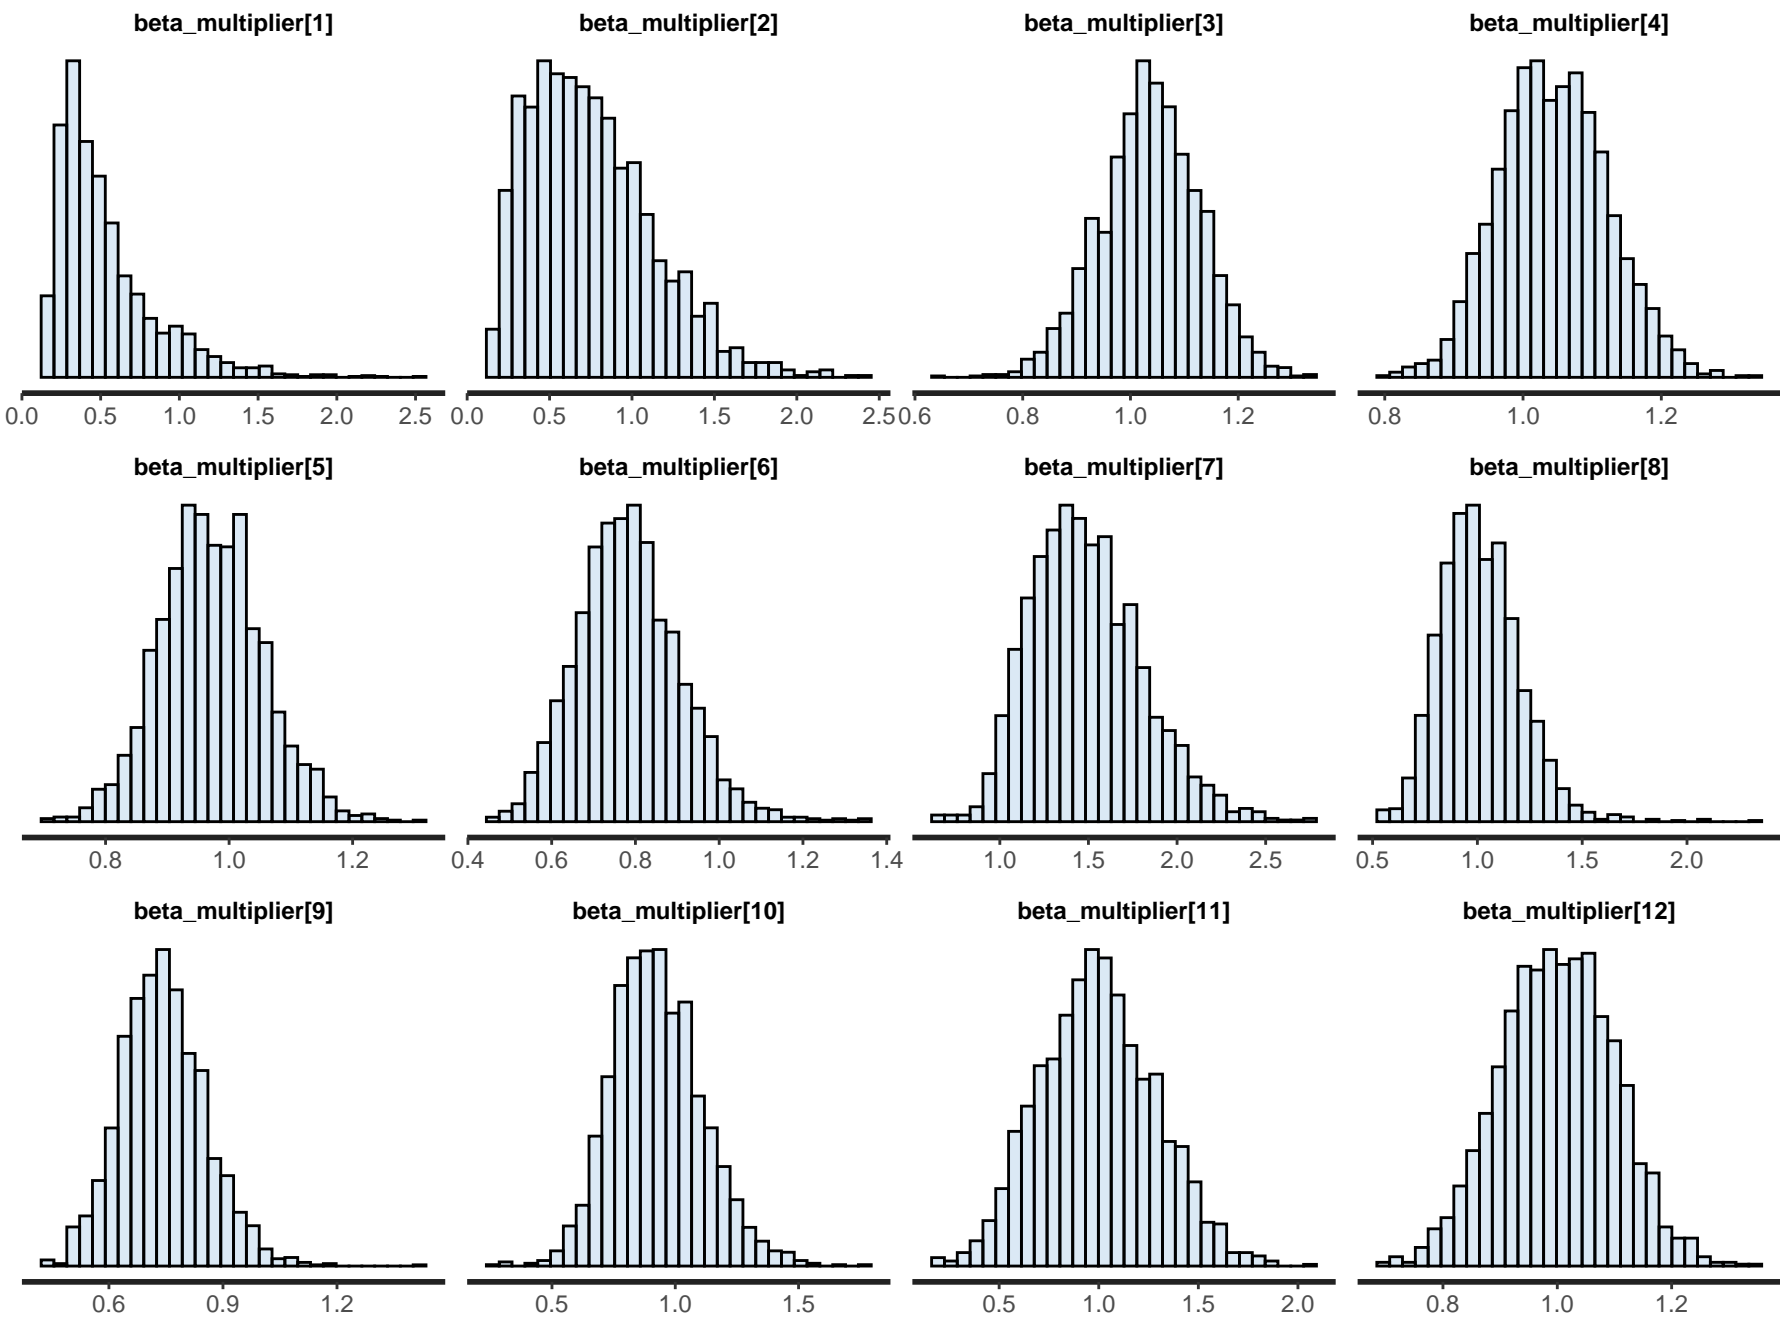 beta_multiplier[1] beta_multiplier[2] beta_multiplier[3] beta_multiplier[4]
0.0 0.5 1.0 1.5 2.0 2.5 0.0 0.5 1.0 1.5 2.0 2.5 0.6 0.8 1.0 1.2 0.8 1.0 1.2
beta_multiplier[5] beta_multiplier[6] beta_multiplier[7] beta_multiplier[8]
0.8 1.0 1.2 0.4 0.6 0.8 1.0 1.2 1.4 1.0 1.5 2.0 2.5 0.5 1.0 1.5 2.0
beta_multiplier[9] beta_multiplier[10] beta_multiplier[11] beta_multiplier[12]
0.6 0.9 1.2 0.5 1.0 1.5 0.5 1.0 1.5 2.0 0.8 1.0 1.2